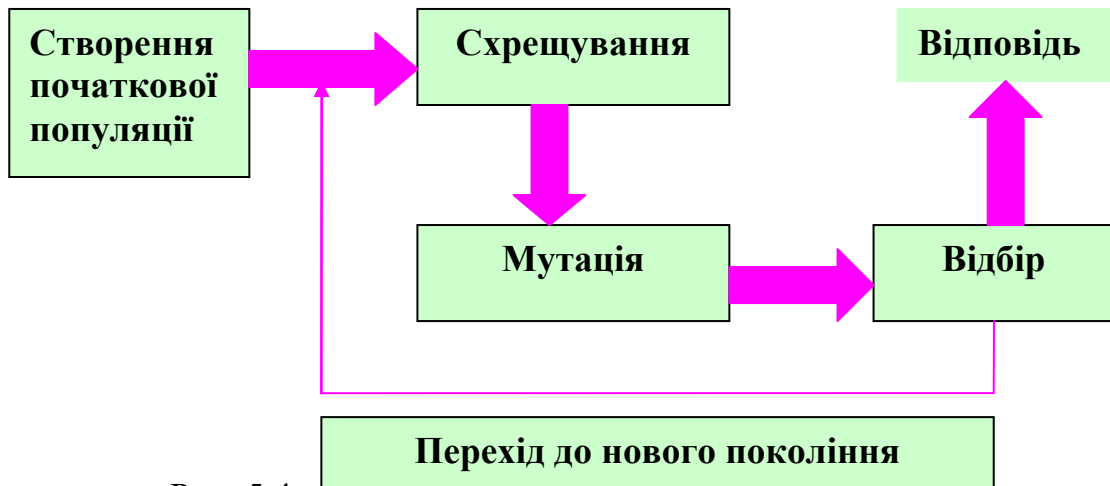 Створення
початкової
популяції
Схрещування
Відповідь
Мутація
Відбір
Перехід до нового покоління